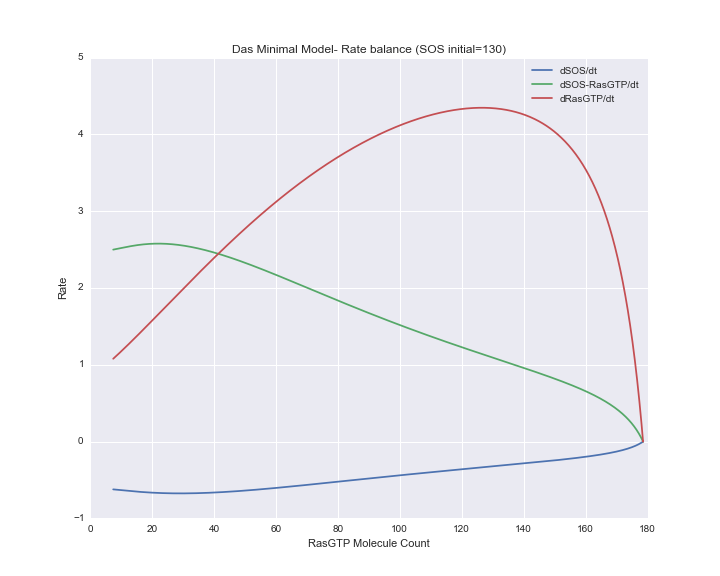 Das Minimal Model- Rate balance (SOS initial=130)
dSOS/dt
dSOS-RasGTP/dt
dRasGTP/dt
5
4
3
2
1
0
−1
Rate
0 20 40 60 80 100 120 140 160 180
RasGTP Molecule Count